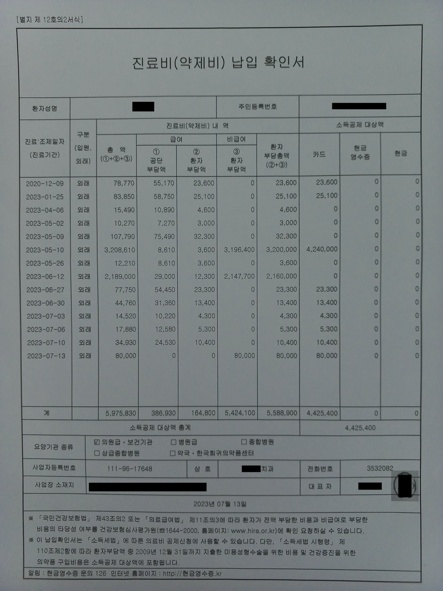 [별지 제 12호의2서식]
진료비(약제비) 납입 확인서
환자성명 주민등록번호
진료·조제일자 (진료기간) 구분 (입원, 외래) 진료비(약제비) 내 역 소득공제 대상액
총 액 (①+②+③) 급여 비급여 환자 부담총액 (②+③) 카드 현금 영수증 현금
① 공단 부담액 ② 환자 부담액 ③ 환자 부담액
2020-12-09 외래 78,770 55,170 23,600 0 23,600 23,600 0 0
2023-01-25 외래 83,850 58,750 25,100 0 25,100 25,100 0 0
2023-04-06 외래 15,490 10,890 4,600 0 4,600 0 0 0
2023-05-02 외래 10,270 7,270 3,000 0 3,000 0 0 0
2023-05-09 외래 107,790 75,490 32,300 0 32,300 0 0 0
2023-05-10 외래 3,208,610 8,610 3,600 3,196,400 3,200,000 4,240,000 0 0
2023-05-26 외래 12,210 8,610 3,600 0 3,600 0 0 0
2023-06-12 외래 2,189,000 29,000 12,300 2,147,700 2,160,000 0 0 0
2023-06-27 외래 77,750 54,450 23,300 0 23,300 23,300 0 0
2023-06-30 외래 44,760 31,360 13,400 0 13,400 13,400 0 0
2023-07-03 외래 14,520 10,220 4,300 0 4,300 4,300 0 0
2023-07-06 외래 17,880 12,580 5,300 0 5,300 5,300 0 0
2023-07-10 외래 34,930 24,530 10,400 0 10,400 10,400 0 0
2023-07-13 외래 80,000 0 0 80,000 80,000 80,000 0 0
계 5,975,830 386,930 164,800 5,424,100 5,588,900 4,425,400 0 0
소득공제 대상액 총계 4,425,400
요양기관 종류 ☑ 의원급·보건기관 □ 병원급 □ 종합병원
□ 상급종합병원 □ 약국·한국희귀의약품센터
사업자등록번호 111-96-17648 상 호 치과 전화번호 3532082
사업장 소재지 대 표 자
2023년 07월 13일
※ 「국민건강보험법」 제43조의2 또는 「의료급여법」 제11조의3에 따라 환자가 전액 부담한 비용과 비급여로 부담한
비용의 타당성 여부를 건강보험심사평가원(☎1644-2000, www.hira.or.kr)에 확인 요청하실 수 있습니다.
※ 이 납입확인서는 「소득세법」에 따른 의료비 공제신청에 사용할 수 있습니다. 다만, 「소득세법 시행령」 제
110조제2항에 따라 환자부담액 중 2009년 12월 31일까지 지출한 미용성형수술을 위한 비용 및 건강증진을 위한
의약품 구입비용은 소득공제 대상액에 포함됩니다.
알림 : 현금영수증 문의 126 인터넷 홈페이지 : http://현금영수증.kr